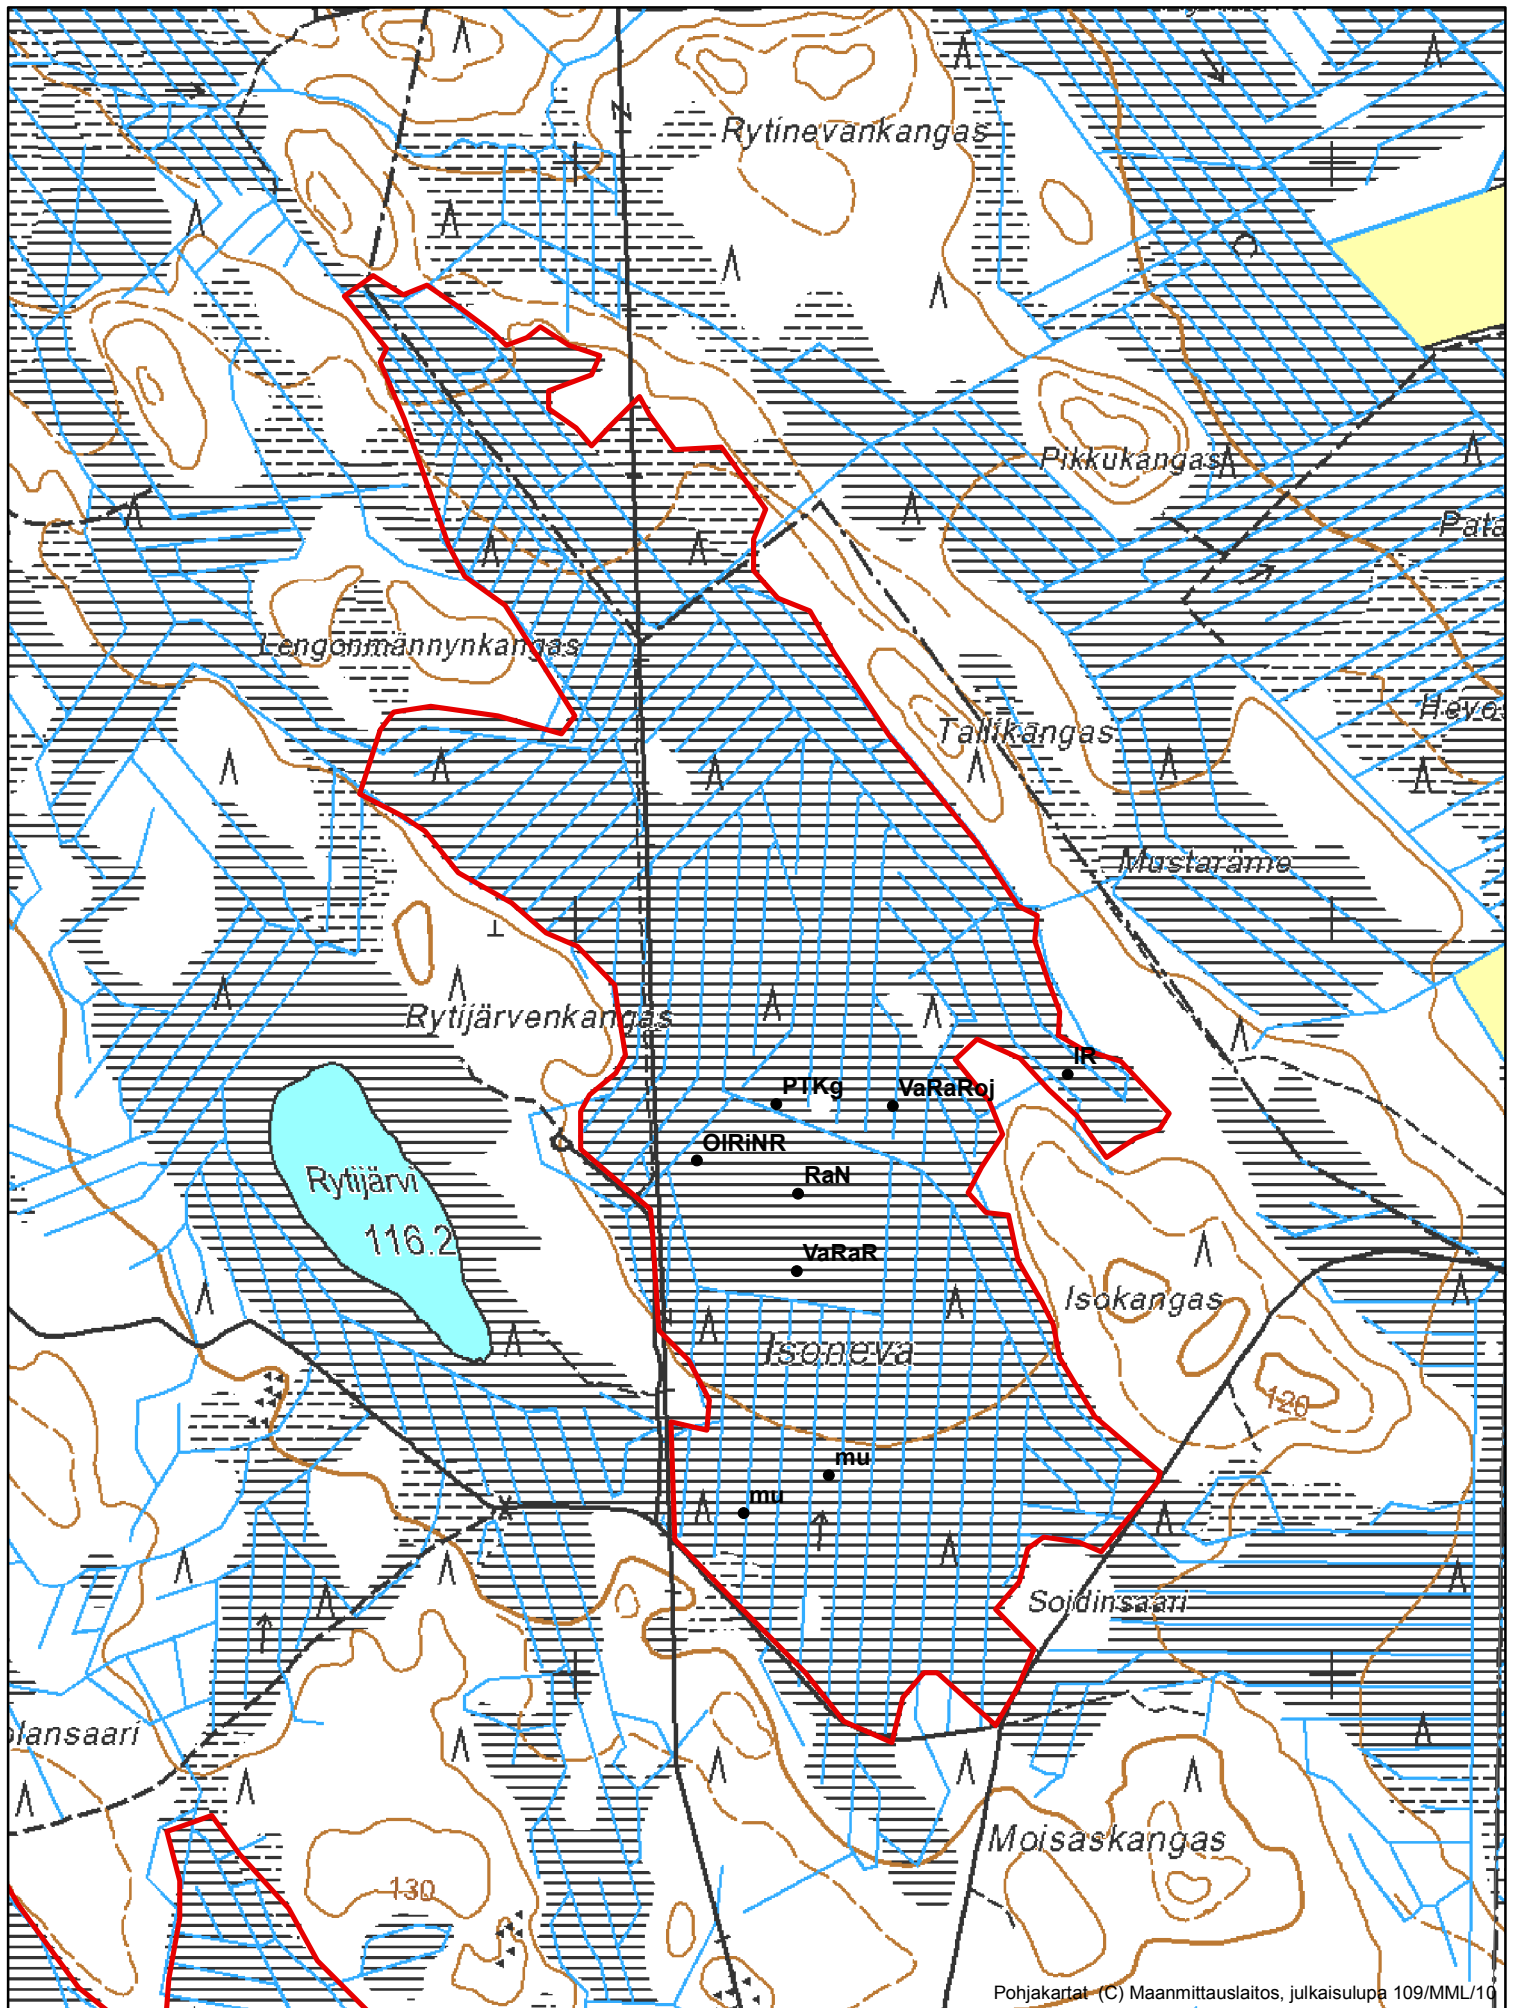 Rytinevankangas
Pikkukangas
Pata
Lengonmännynkangas
Hevos
Tallikangas
Mustaräme
Rytijärvenkangas
IR
PTKg
VaRaRoj
OlRiNR
RaN
Rytijärvi
116.2
VaRaR
Isokangas
Isoneva
120
mu
mu
Soidinsaari
lansaari
Moisaskangas
130
Pohjakartat (C) Maanmittauslaitos, julkaisulupa 109/MML/10